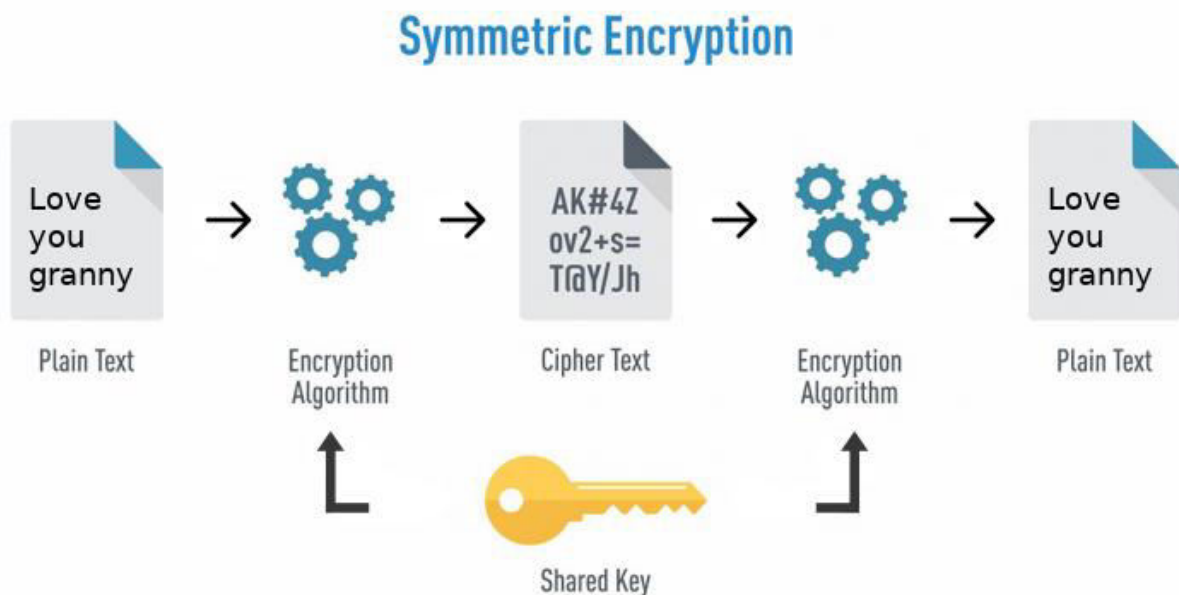 Symmetric Encryption
Love
you
granny
AK#4Z
ov2+s=
T@Y/Jh
Love
you
granny
Plain Text
Encryption
Algorithm
Cipher Text
Encryption
Algorithm
Plain Text
Shared Key